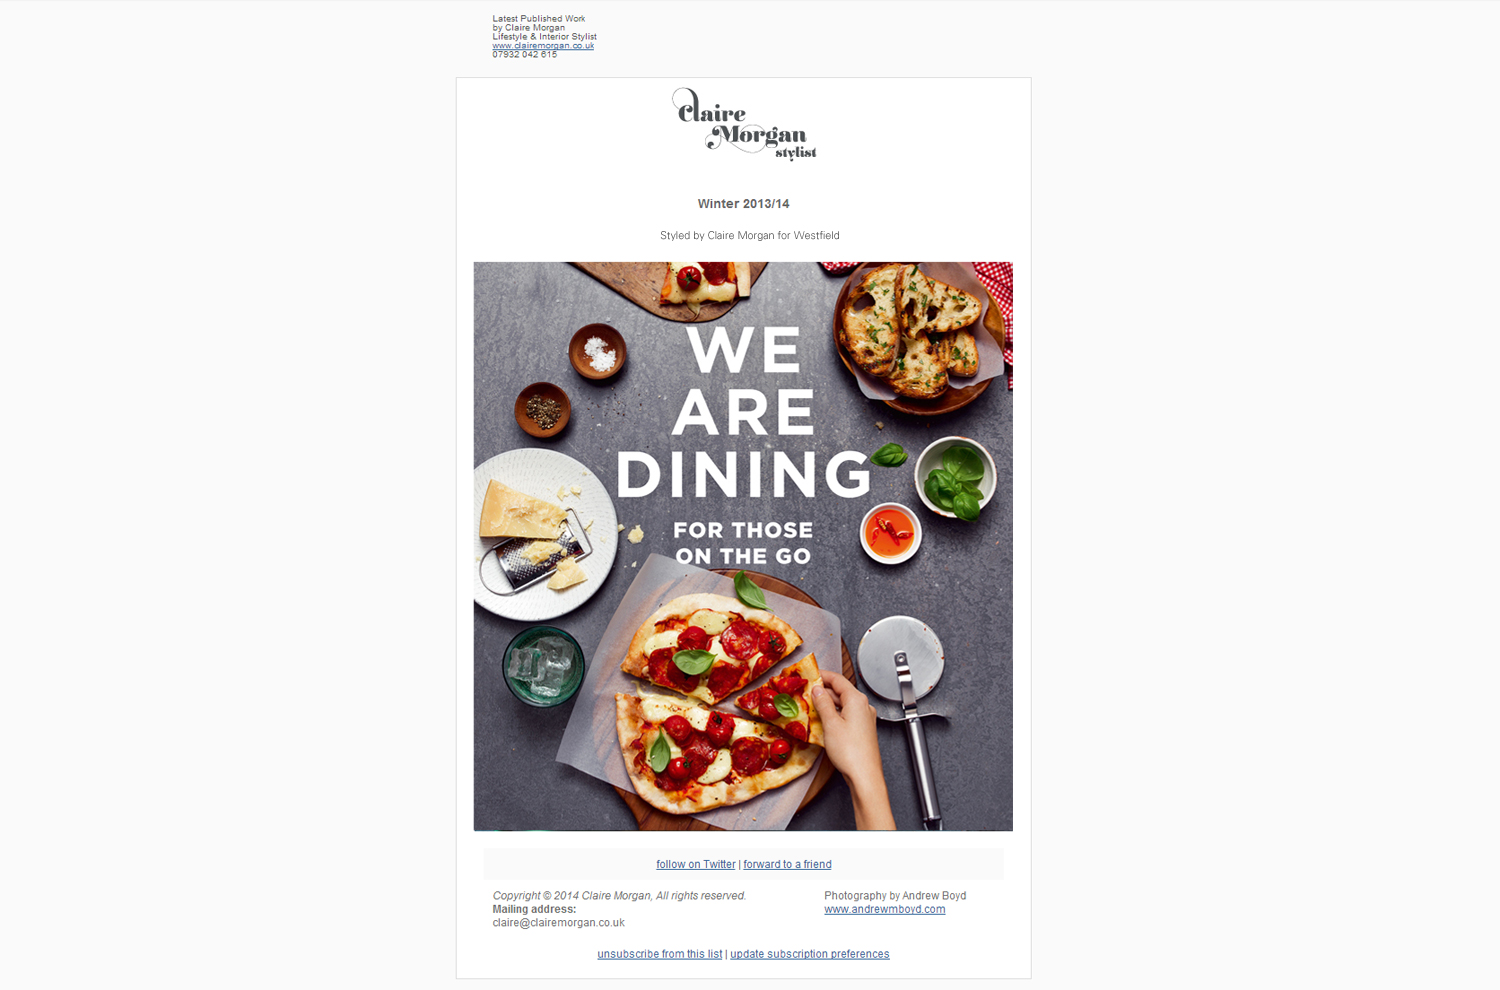 Latest Published Work
by Claire Morgan
Lifestyle & Interior Stylist
www.clairemorgan.co.uk
07932 042 615
Claire
Morgan
stylist
Winter 2013/14
Styled by Claire Morgan for Westfield
WE
ARE
DINING
FOR THOSE
ON THE GO
follow on Twitter | forward to a friend
Copyright © 2014 Claire Morgan, All rights reserved.
Mailing address:
claire@clairemorgan.co.uk
Photography by Andrew Boyd
www.andrewmboyd.com
unsubscribe from this list | update subscription preferences